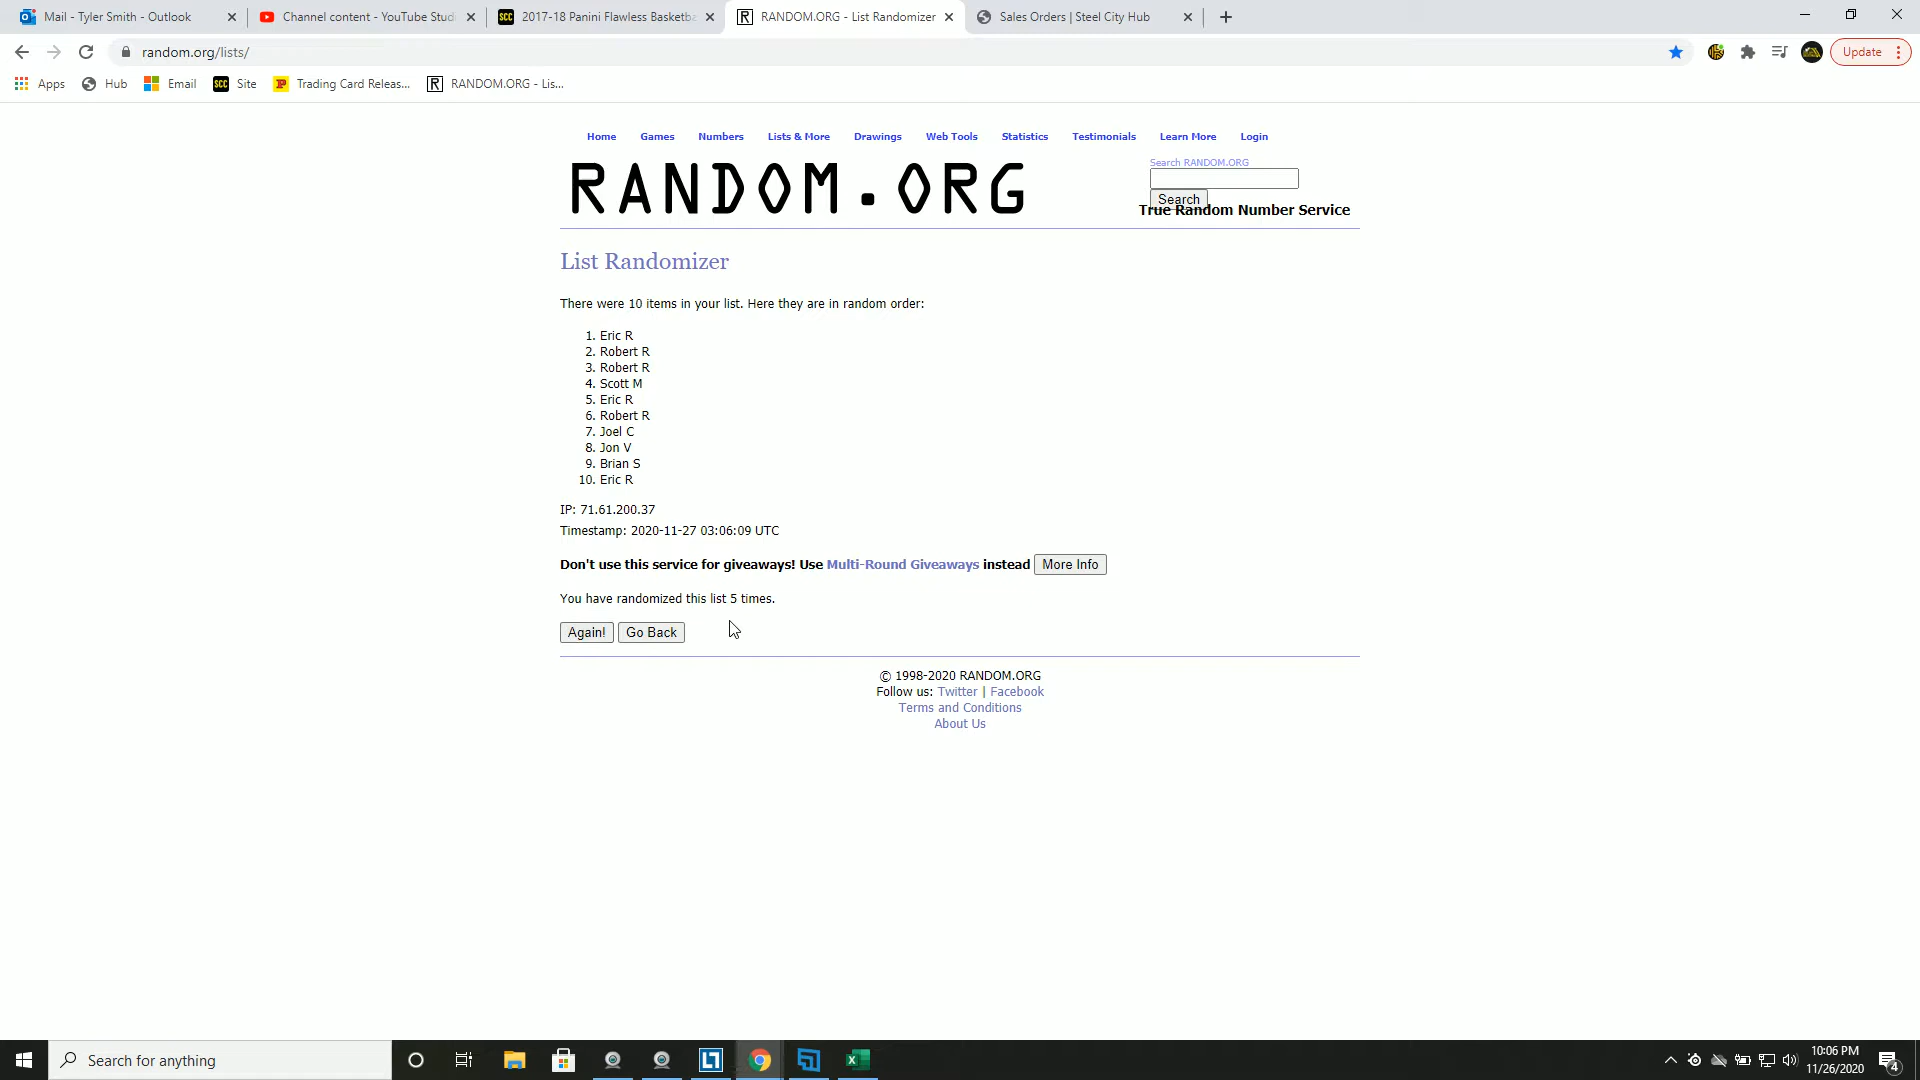 Mail - Tyler Smith - Outlook
Channel content - YouTube Studi
SCC 2017-18 Panini Flawless Basketba
R RANDOM.ORG - List Randomizer
Sales Orders | Steel City Hub
random.org/lists/
Update
Apps
Hub
Email
SCC Site
P Trading Card Releas...
R RANDOM.ORG - Lis...
Home Games Numbers Lists & More Drawings Web Tools Statistics Testimonials Learn More Login
RANDOM.ORG
Search RANDOM.ORG
Search
True Random Number Service
List Randomizer
There were 10 items in your list. Here they are in random order:
1. Eric R
2. Robert R
3. Robert R
4. Scott M
5. Eric R
6. Robert R
7. Joel C
8. Jon V
9. Brian S
10. Eric R
IP: 71.61.200.37
Timestamp: 2020-11-27 03:06:09 UTC
Don't use this service for giveaways! Use Multi-Round Giveaways instead More Info
You have randomized this list 5 times.
Again! Go Back
© 1998-2020 RANDOM.ORG
Follow us: Twitter | Facebook
Terms and Conditions
About Us
Search for anything
10:06 PM
11/26/2020
4